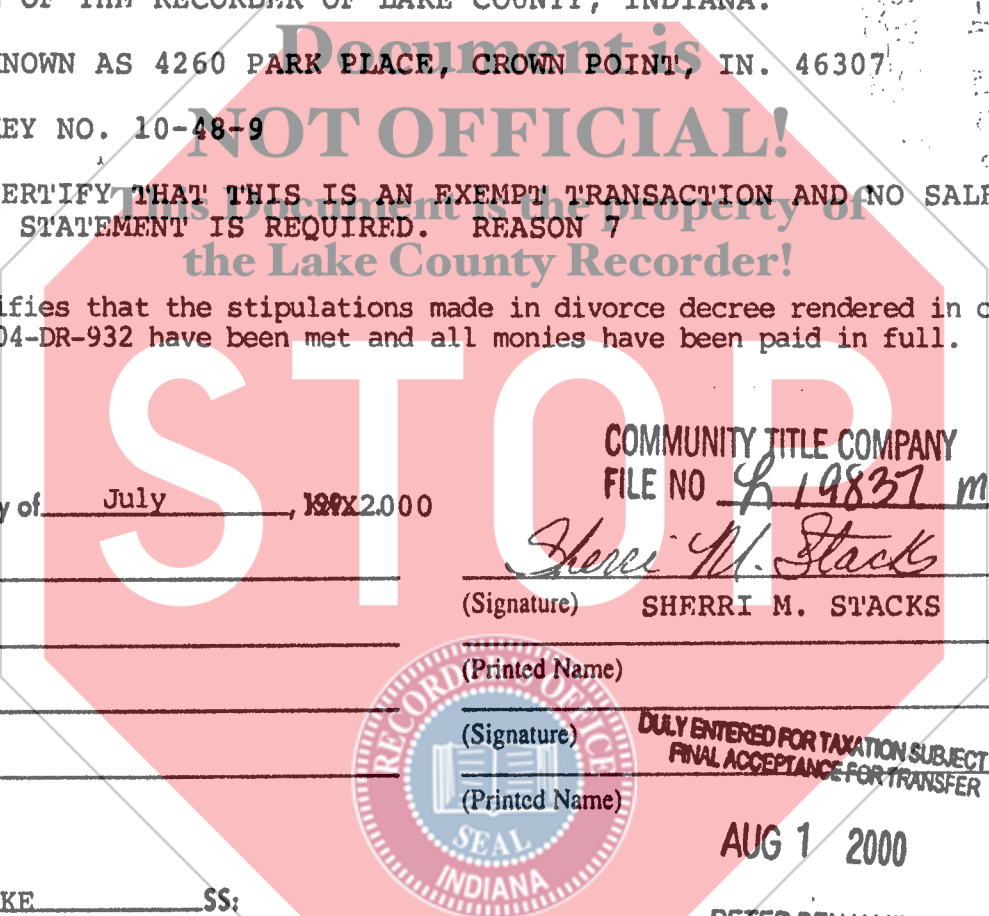 OF THE RECORDER OF LAKE COUNTY, INDIANA.
Document is
NOWN AS 4260 PARK PLACE, CROWN POINT, IN. 46307
NOT OFFICIAL!
EY NO. 10-48-9
This Document is the property of
ERTIFY THAT THIS IS AN EXEMPT TRANSACTION AND NO SALE
STATEMENT IS REQUIRED. REASON 7
the Lake County Recorder!
ifies that the stipulations made in divorce decree rendered in c
04-DR-932 have been met and all monies have been paid in full.
STOP
COMMUNITY TITLE COMPANY
FILE NO 19837 m
y of July , 2000
Sherri M. Stacks
(Signature) SHERRI M. STACKS
(Printed Name)
(Signature)
DULY ENTERED FOR TAXATION SUBJECT
FINAL ACCEPTANCE FOR TRANSFER
(Printed Name)
RECORDER'S OFFICE
SEAL
INDIANA
AUG 1 2000
KE SS: